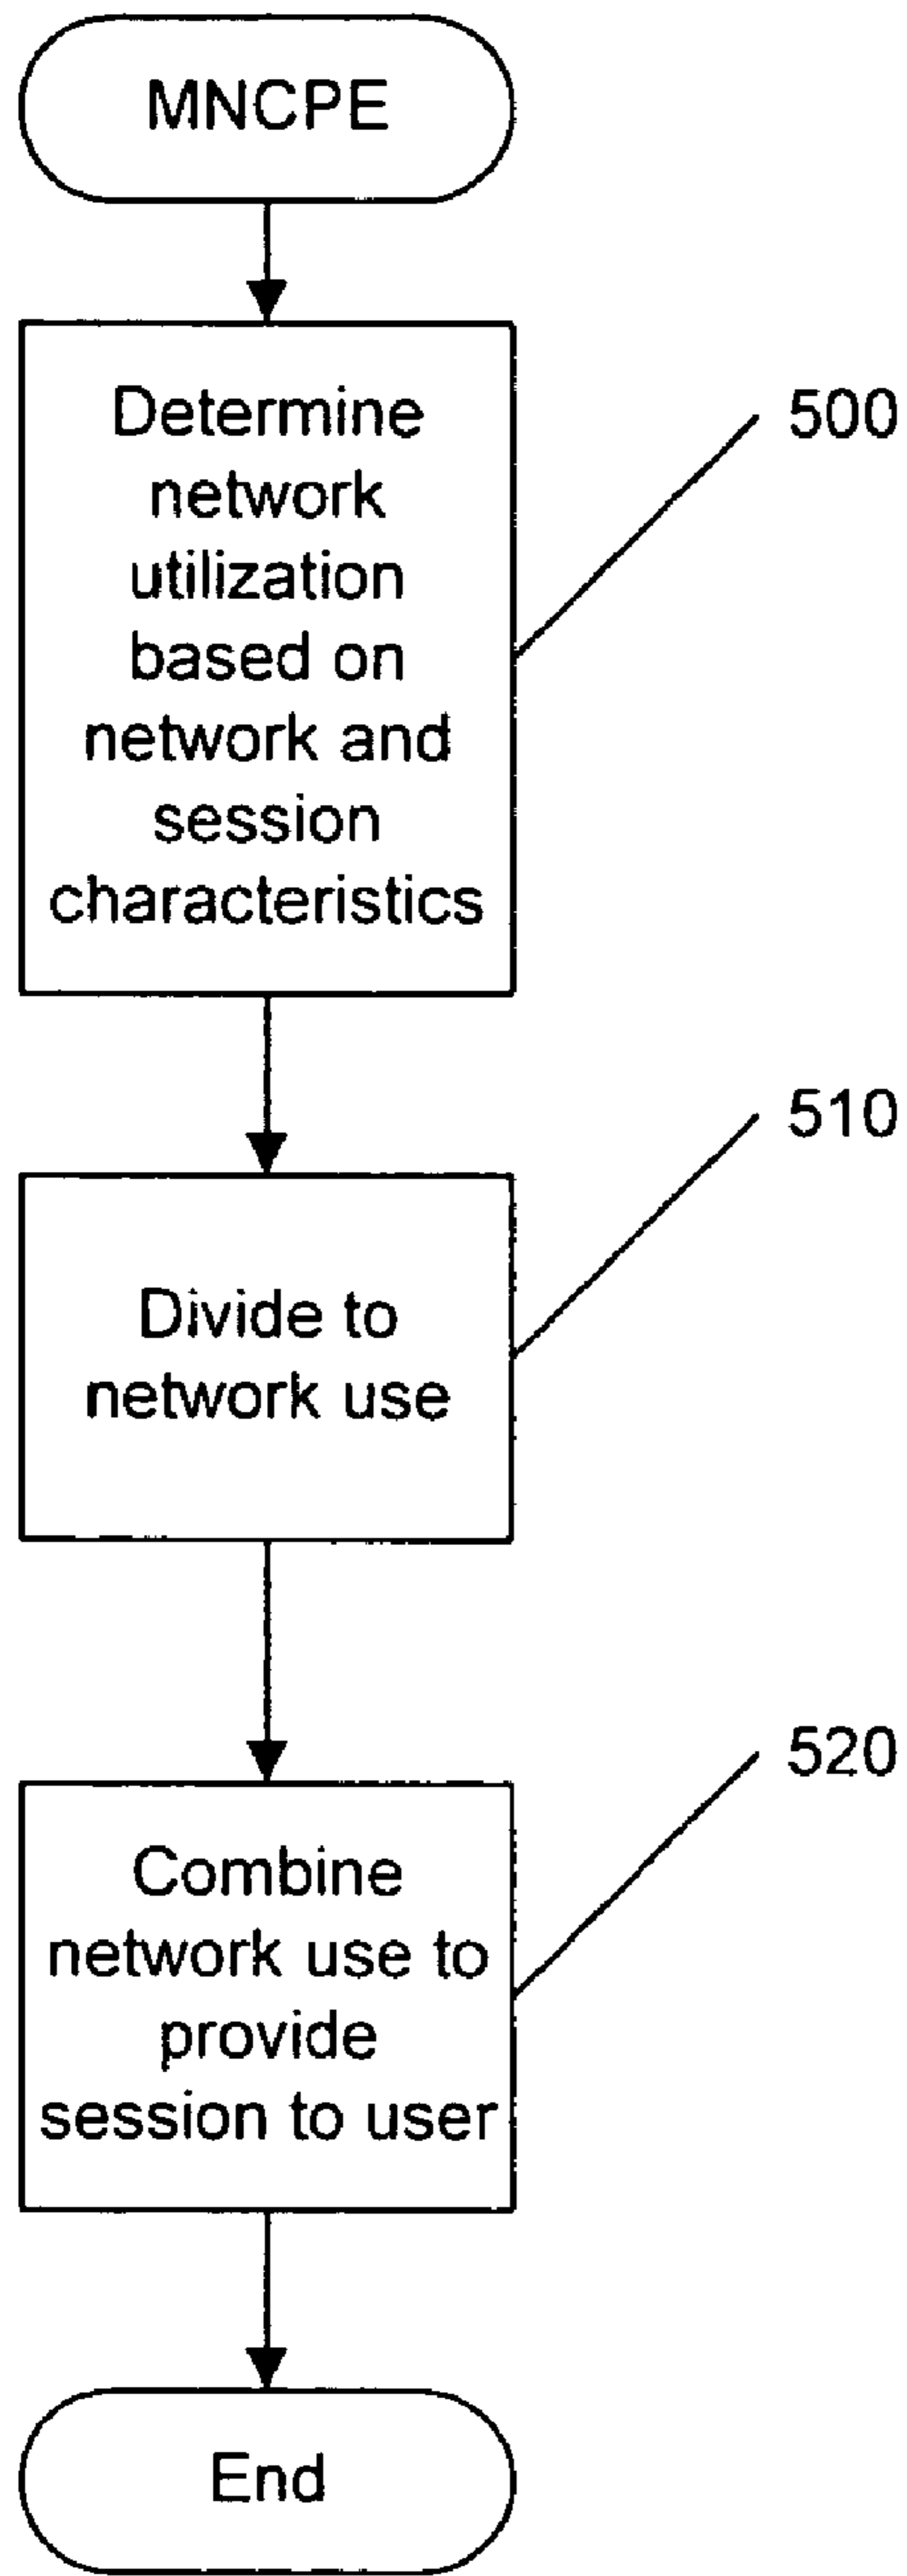 MNCPE
Determine
network
utilization
based on
network and
session
characteristics
500
Divide to
network use
510
Combine
network use to
provide
session to user
520
End